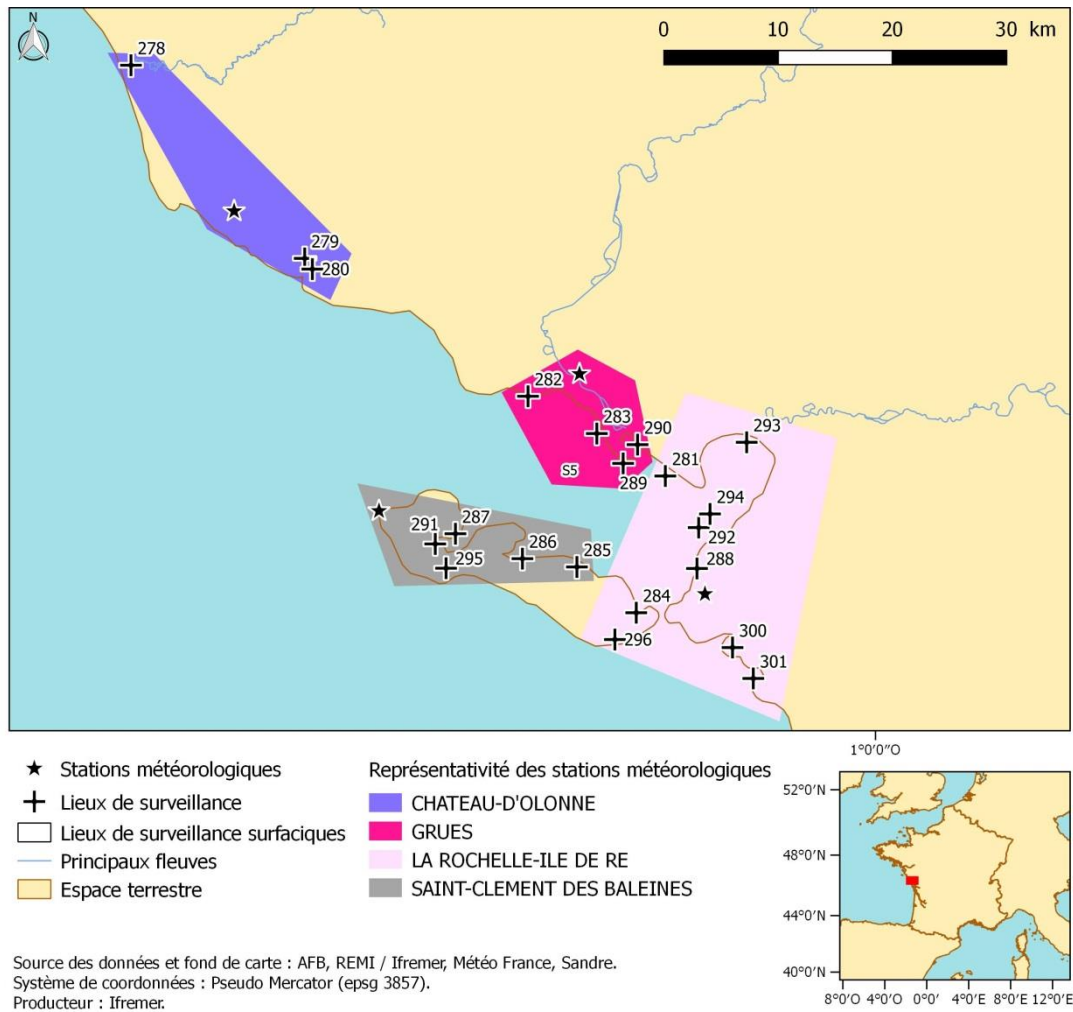 N
0 10 20 30 km
278
279
280
282
283
290
293
281
289
S5
294
287
291
292
286
285
295
288
284
296
300
301
1°0′0″O
Stations météorologiques
Lieux de surveillance
Lieux de surveillance surfaciques
Principaux fleuves
Espace terrestre
Représentativité des stations météorologiques
CHATEAU-D'OLONNE
GRUES
LA ROCHELLE-ILE DE RE
SAINT-CLEMENT DES BALEINES
52°0'N
48°0'N
44°0'N
40°0'N
8°0'O 4°0'O 0°0' 4°0'E 8°0'E 12°0'E
Source des données et fond de carte : AFB, REMI / Ifremer, Météo France, Sandre.
Système de coordonnées : Pseudo Mercator (epsg 3857).
Producteur : Ifremer.